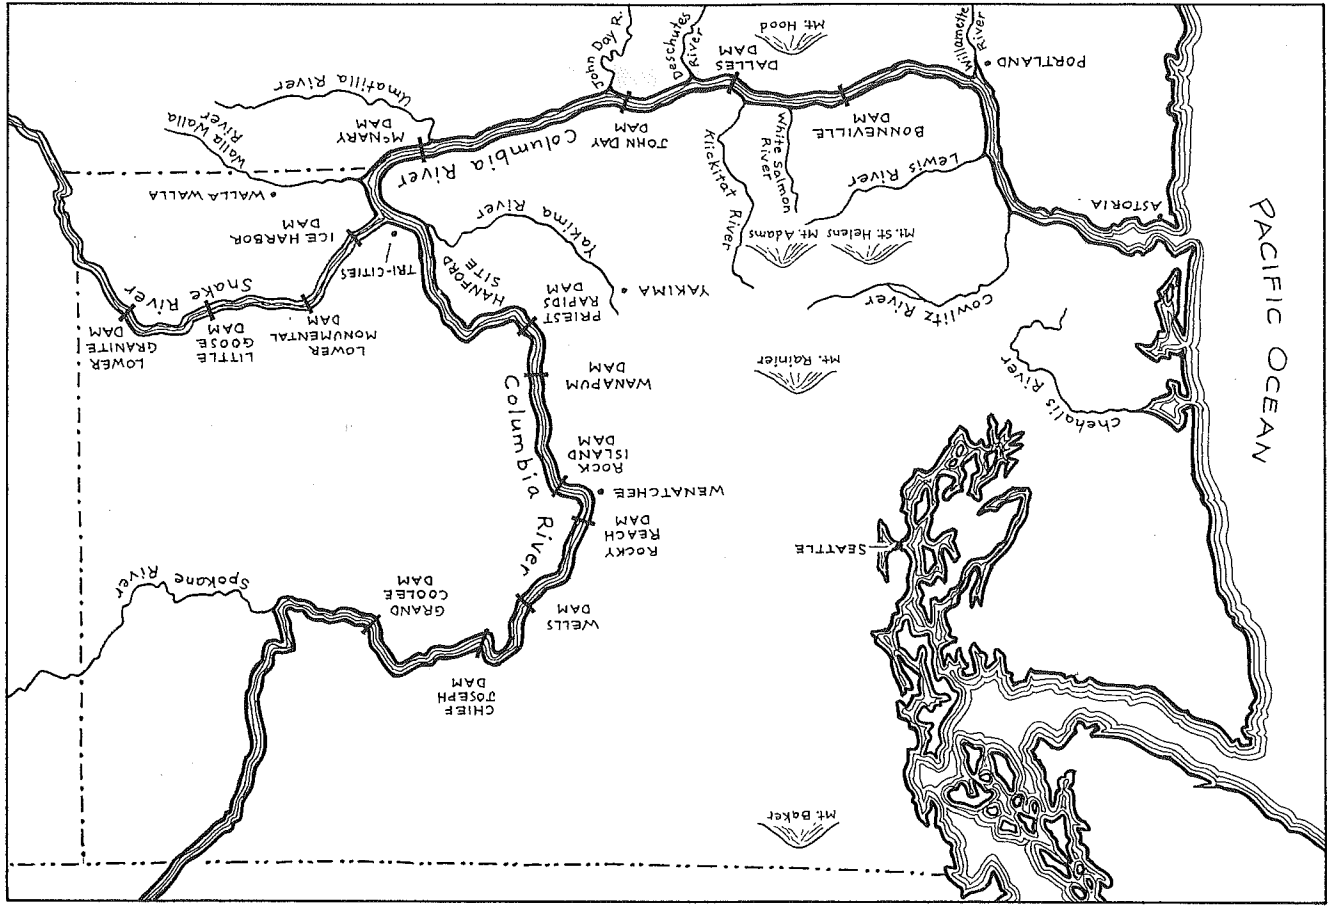 Mt. Baker
CHIEF
JOSEPH
DAM
WELLS
DAM
GRAND
COULEE
DAM
Spokane
River
SEATTLE
ROCKY
REACH
DAM
WENATCHEE
ROCK
ISLAND
DAM
Columbia River
PACIFIC OCEAN
Chehalis River
Mt. Rainier
WANAPUM
DAM
LOWER
MONUMENTAL
DAM
LITTLE
GOOSE
DAM
LOWER
GRANITE
DAM
Cowlitz River
YAKIMA
PRIEST
RAPIDS
DAM
HANFORD
SITE
TRI-CITIES
Snake River
Mt. St. Helens
Mt. Adams
Yakima River
ICE HARBOR
DAM
ASTORIA
Lewis River
White Salmon
River
Klickitat River
WALLA WALLA
Walla Walla
River
Columbia River
BONNEVILLE
DAM
JOHN DAY
DAM
McNARY
DAM
Umatilla River
PORTLAND
Willamette
River
Mt. Hood
DALLES
DAM
Deschutes
River
John Day R.